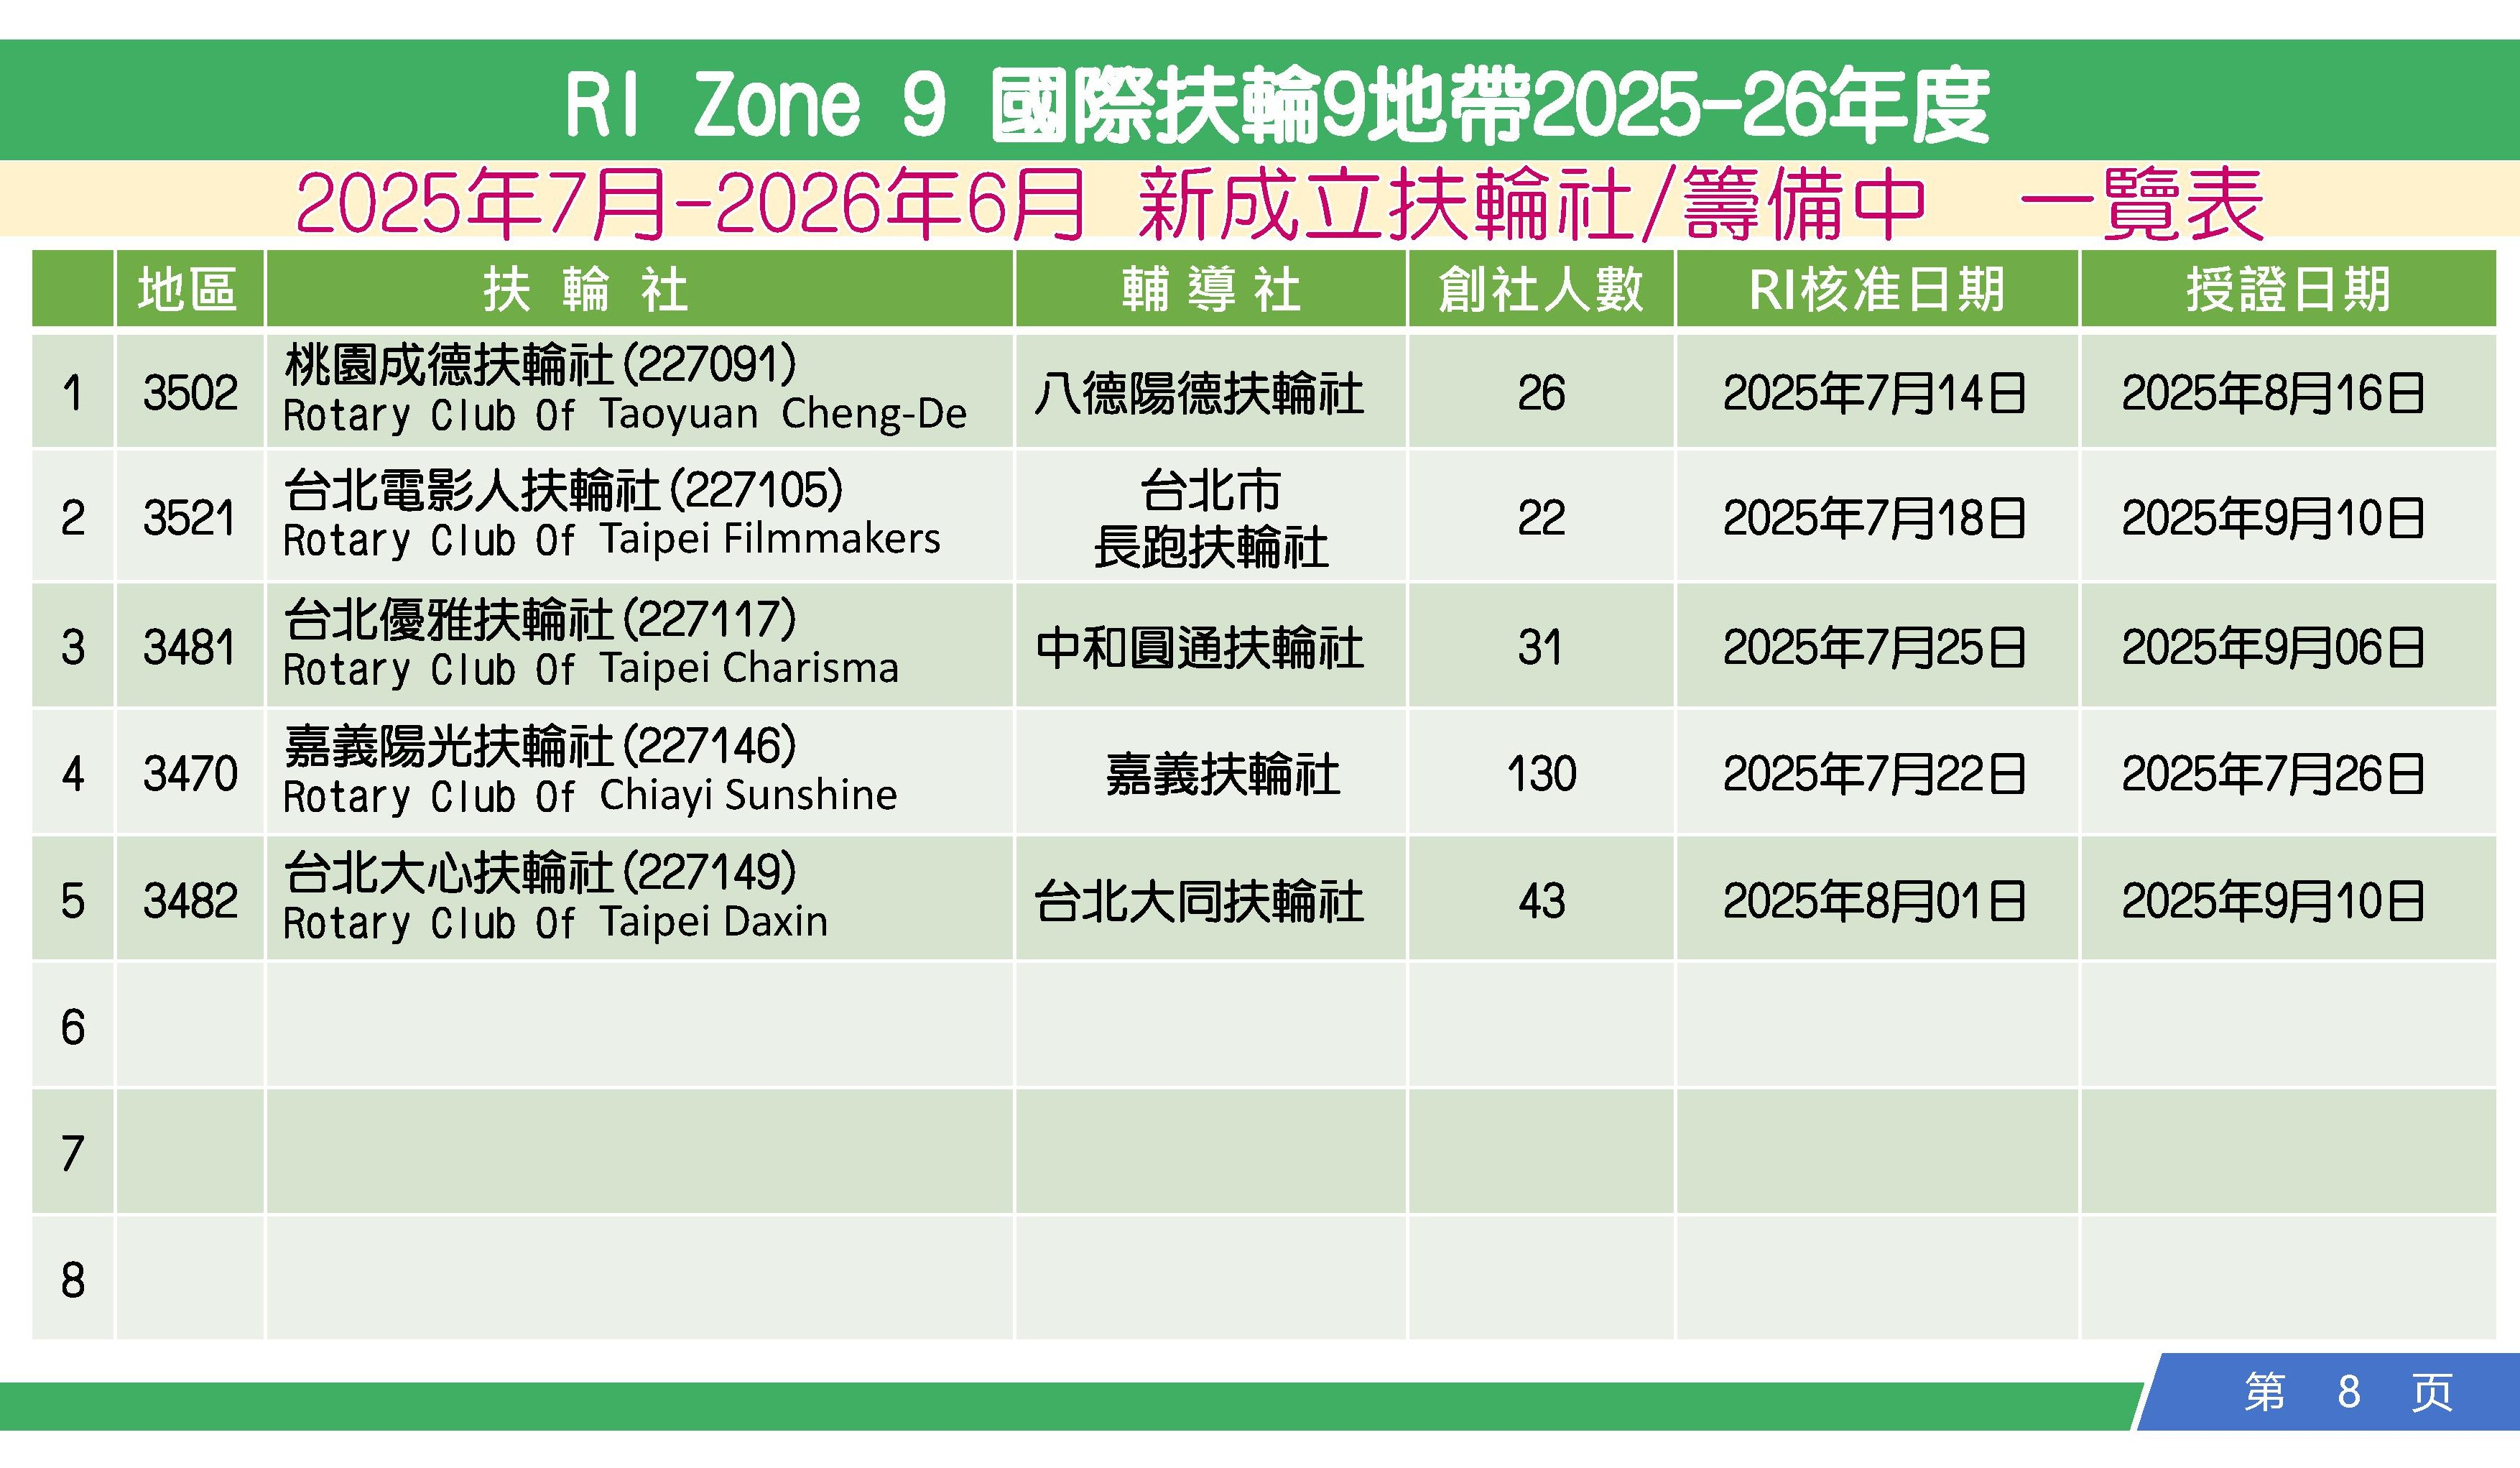 RI Zone 9 國際扶輪9地帶2025-26年度
2025年7月-2026年6月 新成立扶輪社/籌備中 一覽表
地區 扶 輪 社 輔 導 社 創社人數 RI核准日期 授證日期
1 3502 桃園成德扶輪社(227091) 八德陽德扶輪社 26 2025年7月14日 2025年8月16日
Rotary Club Of Taoyuan Cheng-De
2 3521 台北電影人扶輪社(227105) 台北市 22 2025年7月18日 2025年9月10日
Rotary Club Of Taipei Filmmakers 長跑扶輪社
3 3481 台北優雅扶輪社(227117) 中和圓通扶輪社 31 2025年7月25日 2025年9月06日
Rotary Club Of Taipei Charisma
4 3470 嘉義陽光扶輪社(227146) 嘉義扶輪社 130 2025年7月22日 2025年7月26日
Rotary Club Of Chiayi Sunshine
5 3482 台北大心扶輪社(227149) 台北大同扶輪社 43 2025年8月01日 2025年9月10日
Rotary Club Of Taipei Daxin
6
7
8
第 8 页